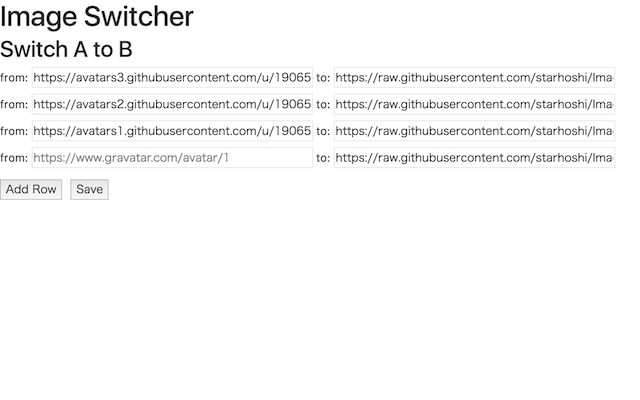 Image Switcher
Switch A to B
from: https://avatars3.githubusercontent.com/u/19065 to: https://raw.githubusercontent.com/starhoshi/Ima
from: https://avatars2.githubusercontent.com/u/19065 to: https://raw.githubusercontent.com/starhoshi/Ima
from: https://avatars1.githubusercontent.com/u/19065 to: https://raw.githubusercontent.com/starhoshi/Ima
from: https://www.gravatar.com/avatar/1 to: https://raw.githubusercontent.com/starhoshi/Ima
Add Row Save